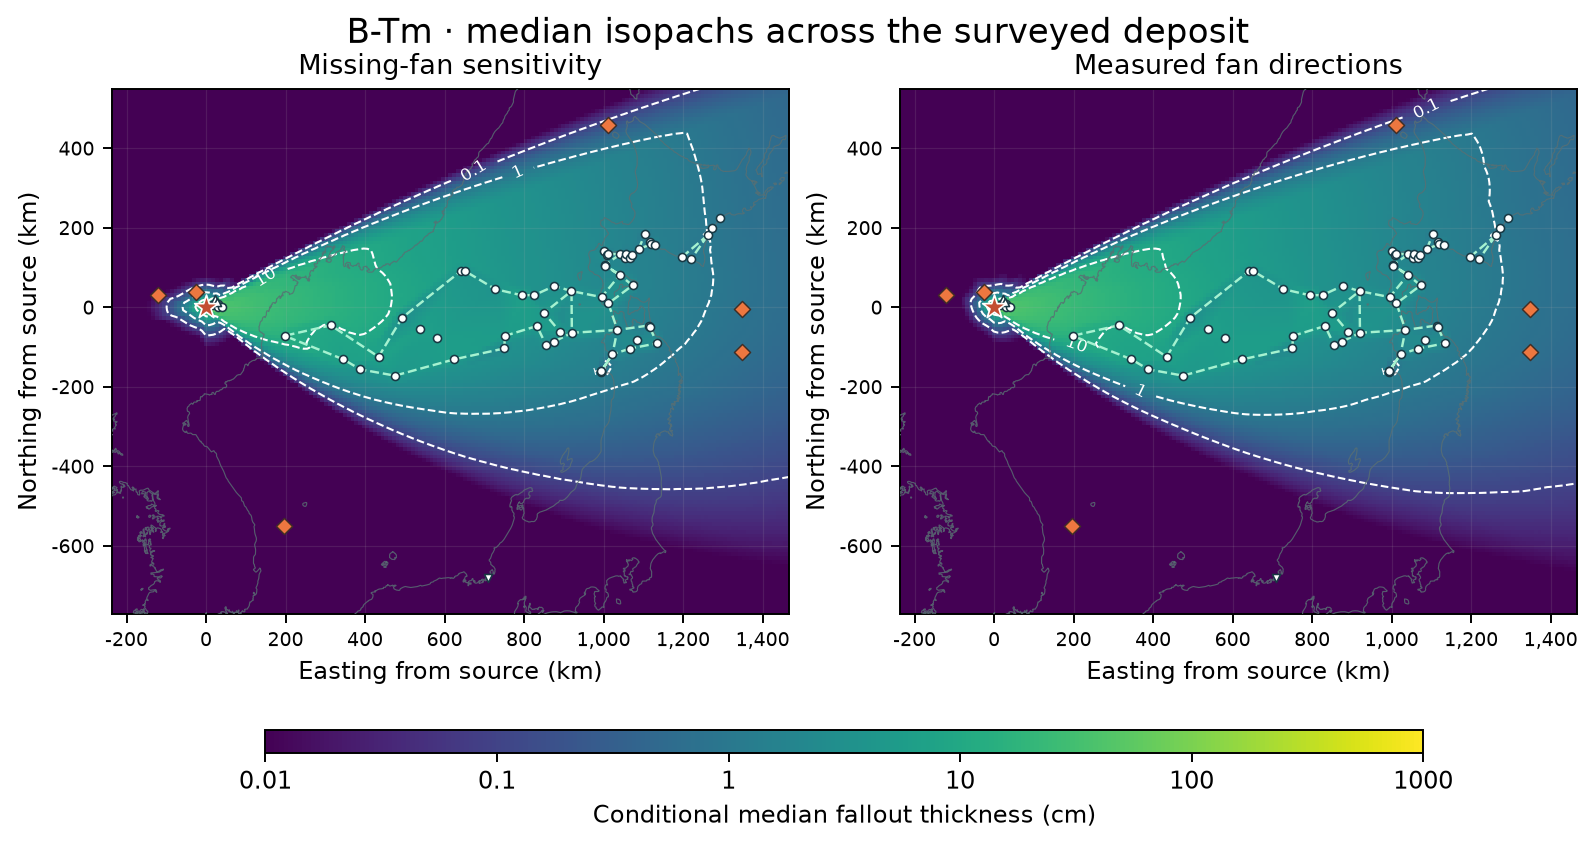 B-Tm · median isopachs across the surveyed deposit
Missing-fan sensitivity
Measured fan directions
Northing from source (km)
400
200
0
-200
-400
-600
0.1
1
10
-200 0 200 400 600 800 1,000 1,200 1,400
Easting from source (km)
Northing from source (km)
400
200
0
-200
-400
-600
0.1
10
1
-200 0 200 400 600 800 1,000 1,200 1,400
Easting from source (km)
0.01 0.1 1 10 100 1000
Conditional median fallout thickness (cm)